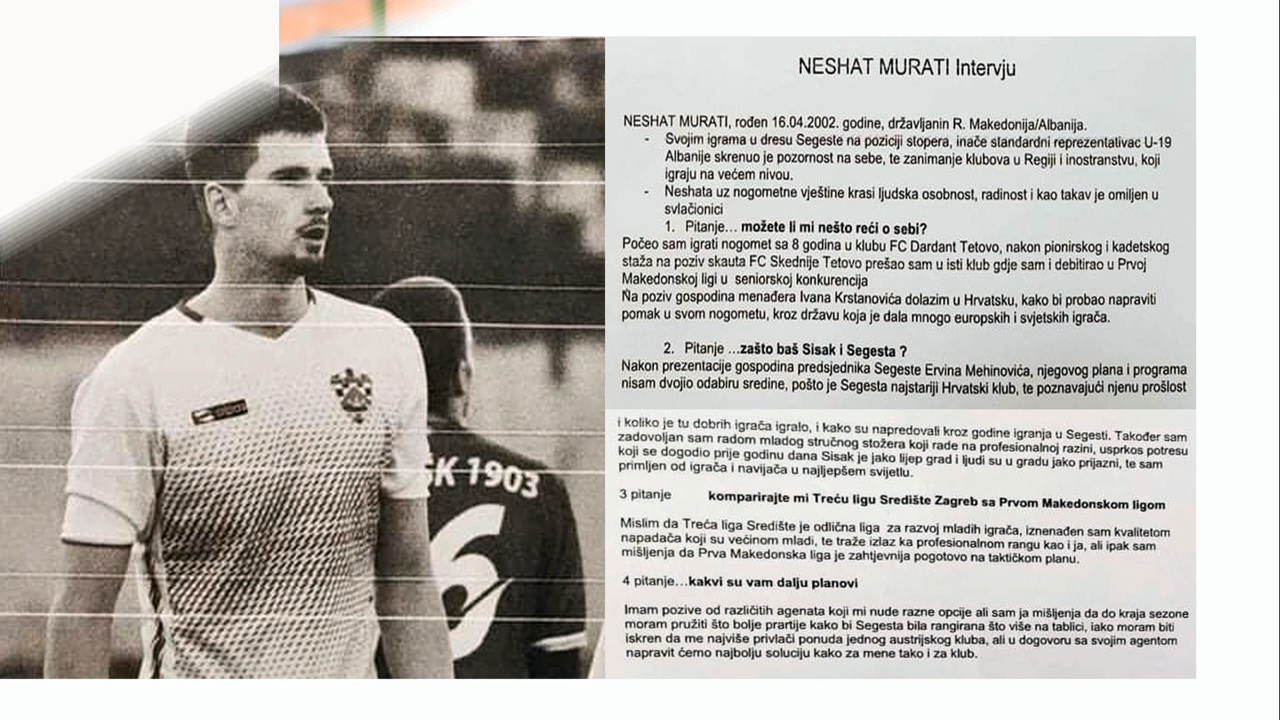 NESHAT MURATI Intervju
NESHAT MURATI, rođen 16.04.2002. godine, državljanin R. Makedonija/Albanija.
- Svojim igrama u dresu Segeste na poziciji stopera, inače standardni reprezentativac U-19
Albanije skrenuo je pozornost na sebe, te zanimanje klubova u Regiji i inostranstvu, koji
igraju na većem nivou.
- Neshata uz nogometne vještine krasi ljudska osobnost, radinost i kao takav je omiljen u
svlačionici
1. Pitanje... možete li mi nešto reći o sebi?
Počeo sam igrati nogomet sa 8 godina u klubu FC Dardant Tetovo, nakon pionirskog i kadetskog
staža na poziv skauta FC Skednije Tetovo prešao sam u isti klub gdje sam i debitirao u Prvoj
Makedonskoj ligi u seniorskoj konkurencija
Na poziv gospodina menađera Ivana Krstanovića dolazim u Hrvatsku, kako bi probao napraviti
pomak u svom nogometu, kroz državu koja je dala mnogo europskih i svjetskih igrača.
2. Pitanje ...zašto baš Sisak i Segesta ?
Nakon prezentacije gospodina predsjednika Segeste Ervina Mehinovića, njegovog plana i programa
nisam dvojio odabiru sredine, pošto je Segesta najstariji Hrvatski klub, te poznavajući njenu prošlost
i koliko je tu dobrih igrača igralo, i kako su napredovali kroz godine igranja u Segesti. Također sam
zadovoljan sam radom mladog stručnog stožera koji rade na profesionalnoj razini, usprkos potresu
koji se dogodio prije godinu dana Sisak je jako lijep grad i ljudi su u gradu jako prijazni, te sam
primljen od igrača i navijača u najljepšem svijetlu.
3 pitanje komparirajte mi Treću ligu Središte Zagreb sa Prvom Makedonskom ligom
Mislim da Treća liga Središte je odlična liga za razvoj mladih igrača, iznenađen sam kvalitetom
napadača koji su većinom mladi, te traže izlaz ka profesionalnom rangu kao i ja, ali ipak sam
mišljenja da Prva Makedonska liga je zahtjevnija pogotovo na taktičkom planu.
4 pitanje...kakvi su vam dalju planovi
Imam pozive od različitih agenata koji mi nude razne opcije ali sam ja mišljenja da do kraja sezone
moram pružiti što bolje prartije kako bi Segesta bila rangirana što više na tablici, iako moram biti
iskren da me najviše privlači ponuda jednog austrijskog kluba, ali u dogovoru sa svojim agentom
napravit ćemo najbolju soluciju kako za mene tako i za klub.
ŠK 1903
6